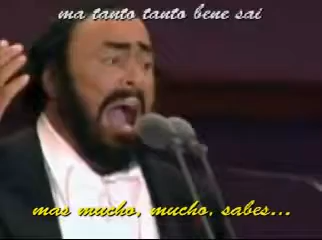 ma tanto tanto bene sai
mas mucho, mucho, sabes...